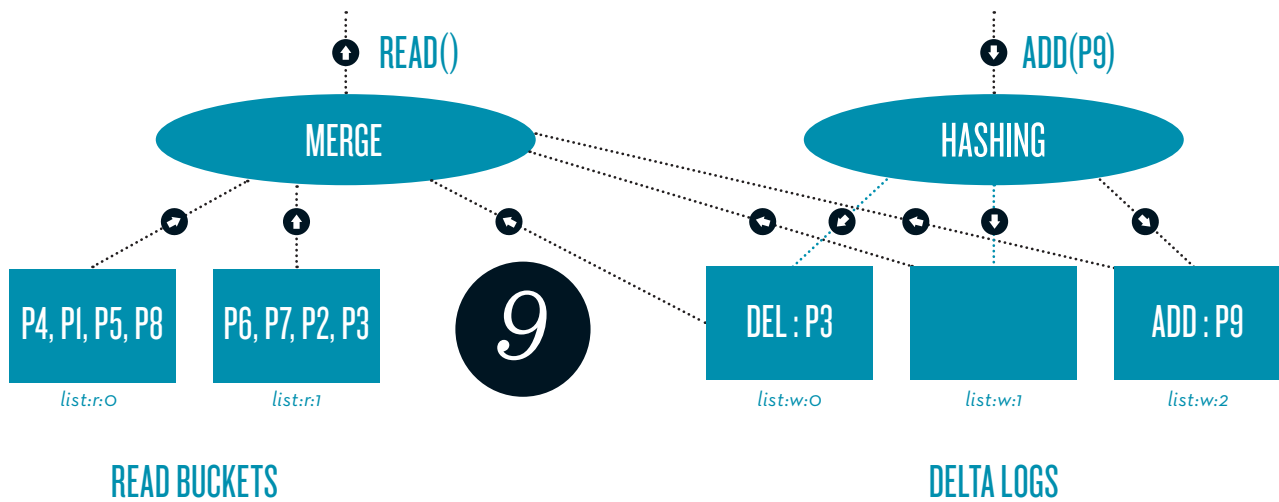 READ()
ADD(P9)
MERGE
HASHING
P4, P1, P5, P8
P6, P7, P2, P3
9
DEL : P3
ADD : P9
list:r:0
list:r:1
list:w:0
list:w:1
list:w:2
READ BUCKETS
DELTA LOGS